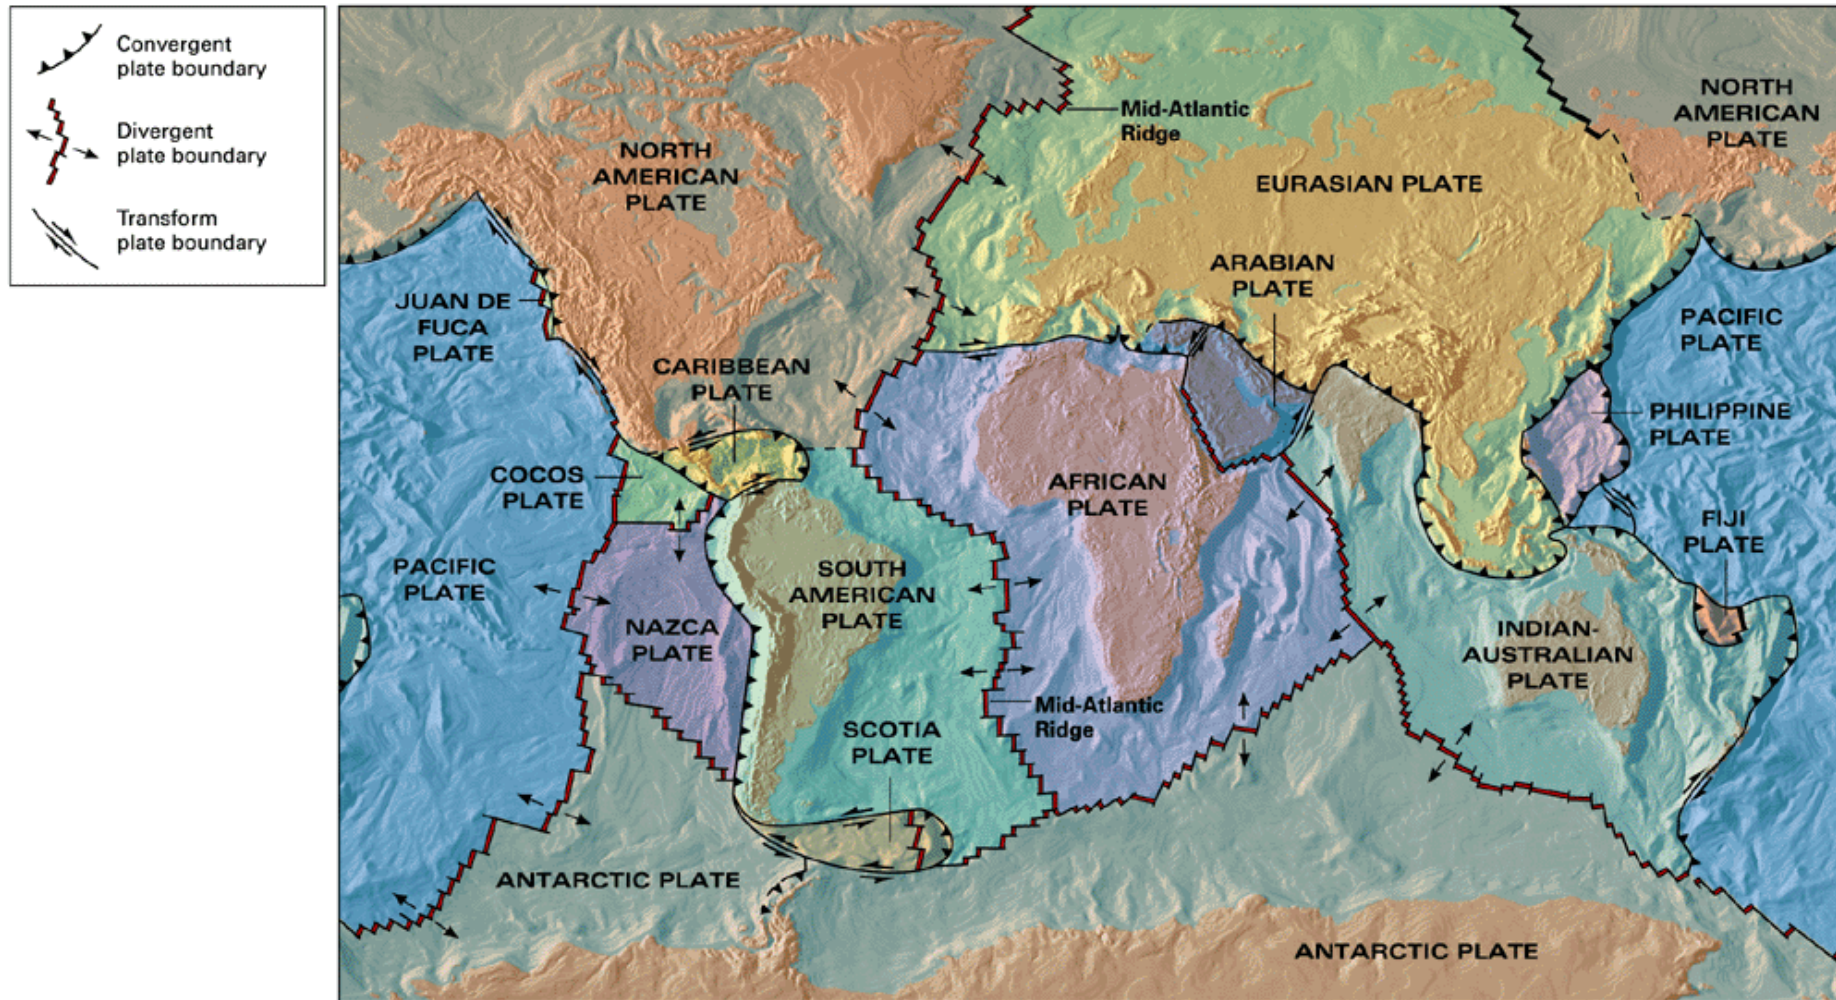 Convergent
plate boundary
Divergent
plate boundary
Transform
plate boundary
NORTH
AMERICAN
PLATE
Mid-Atlantic
Ridge
EURASIAN PLATE
NORTH
AMERICAN
PLATE
ARABIAN
PLATE
JUAN DE
FUCA
PLATE
PACIFIC
PLATE
CARIBBEAN
PLATE
PHILIPPINE
PLATE
COCOS
PLATE
AFRICAN
PLATE
FIJI
PLATE
PACIFIC
PLATE
SOUTH
AMERICAN
PLATE
NAZCA
PLATE
INDIAN-
AUSTRALIAN
PLATE
Mid-Atlantic
Ridge
SCOTIA
PLATE
ANTARCTIC PLATE
ANTARCTIC PLATE